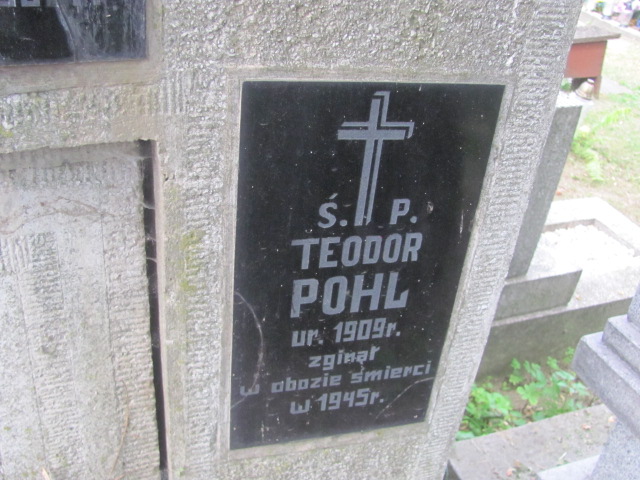 Ś. P.
TEODOR
POHL
ur. 1909r.
zginął
w obozie śmierci
w 1945r.